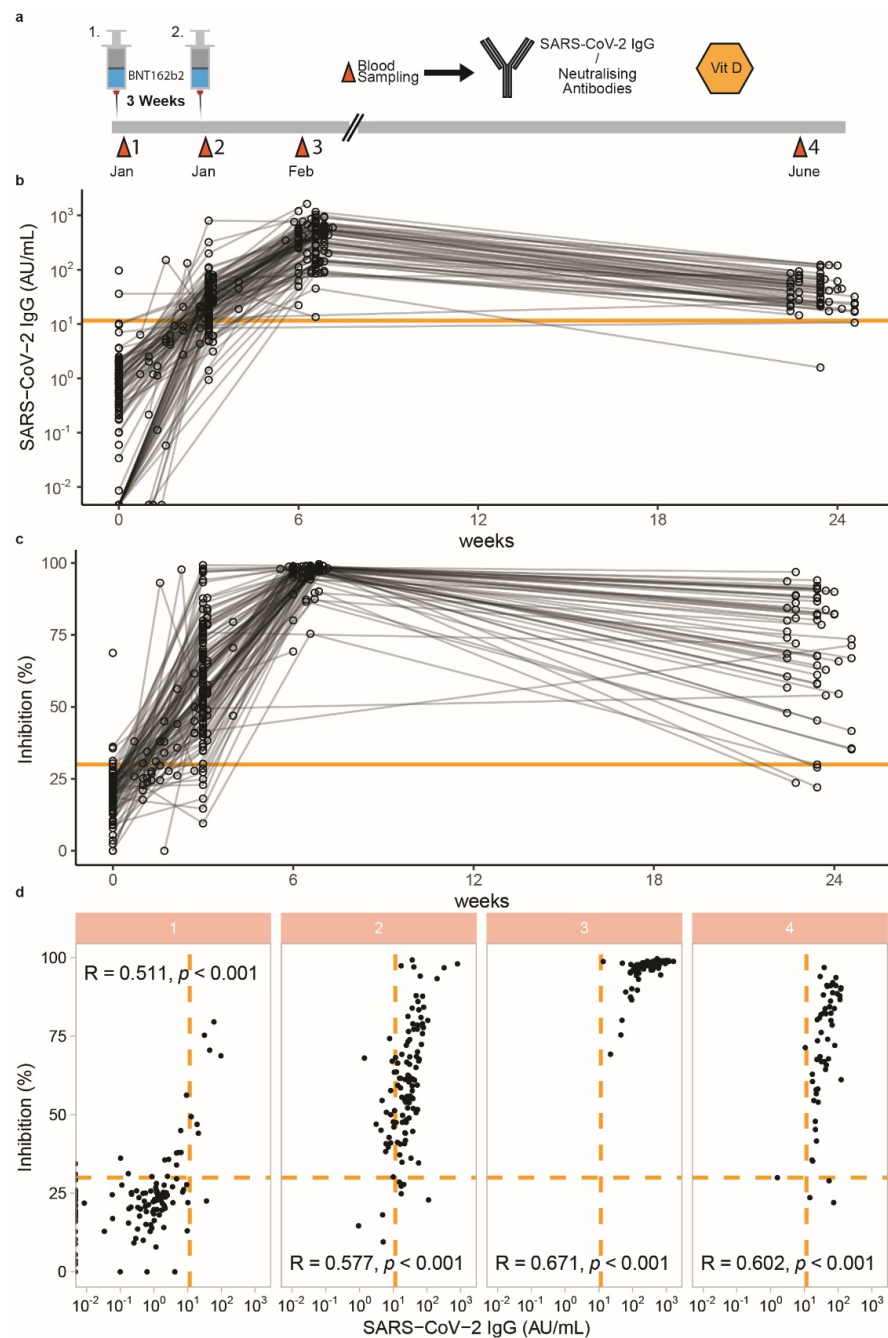 a
1. 2.
BNT162b2
3 Weeks
Blood
Sampling
SARS-CoV-2 IgG
/
Neutralising
Antibodies
Vit D
1 2 3 4
Jan Jan Feb June
b
SARS−CoV−2 IgG (AU/mL)
10³
10²
10¹
10⁰
10⁻¹
10⁻²
0 6 12 18 24
weeks
c
Inhibition (%)
100
75
50
25
0
0 6 12 18 24
weeks
d
1 2 3 4
Inhibition (%)
100
75
50
25
0
R = 0.511, p < 0.001
R = 0.577, p < 0.001
R = 0.671, p < 0.001
R = 0.602, p < 0.001
10⁻² 10⁻¹ 10⁰ 10¹ 10² 10³ 10⁻² 10⁻¹ 10⁰ 10¹ 10² 10³ 10⁻² 10⁻¹ 10⁰ 10¹ 10² 10³ 10⁻² 10⁻¹ 10⁰ 10¹ 10² 10³
SARS−CoV−2 IgG (AU/mL)